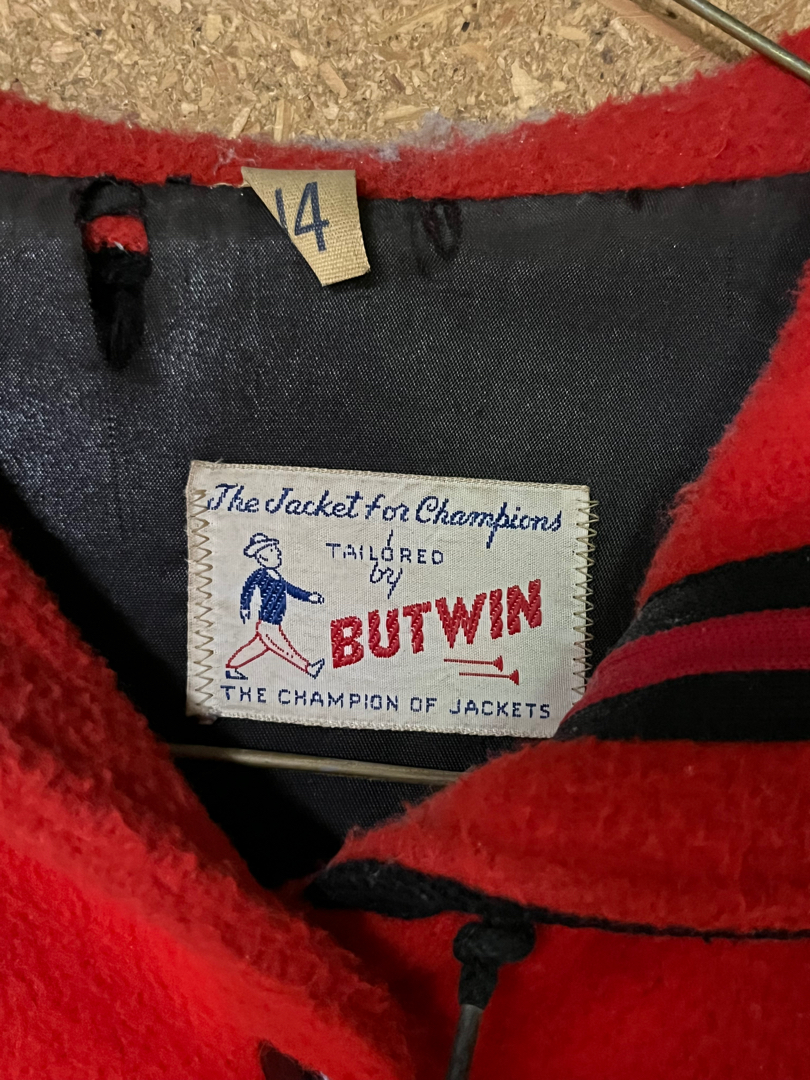 14
The Jacket for Champions
TAILORED
by
BUTWIN
THE CHAMPION OF JACKETS